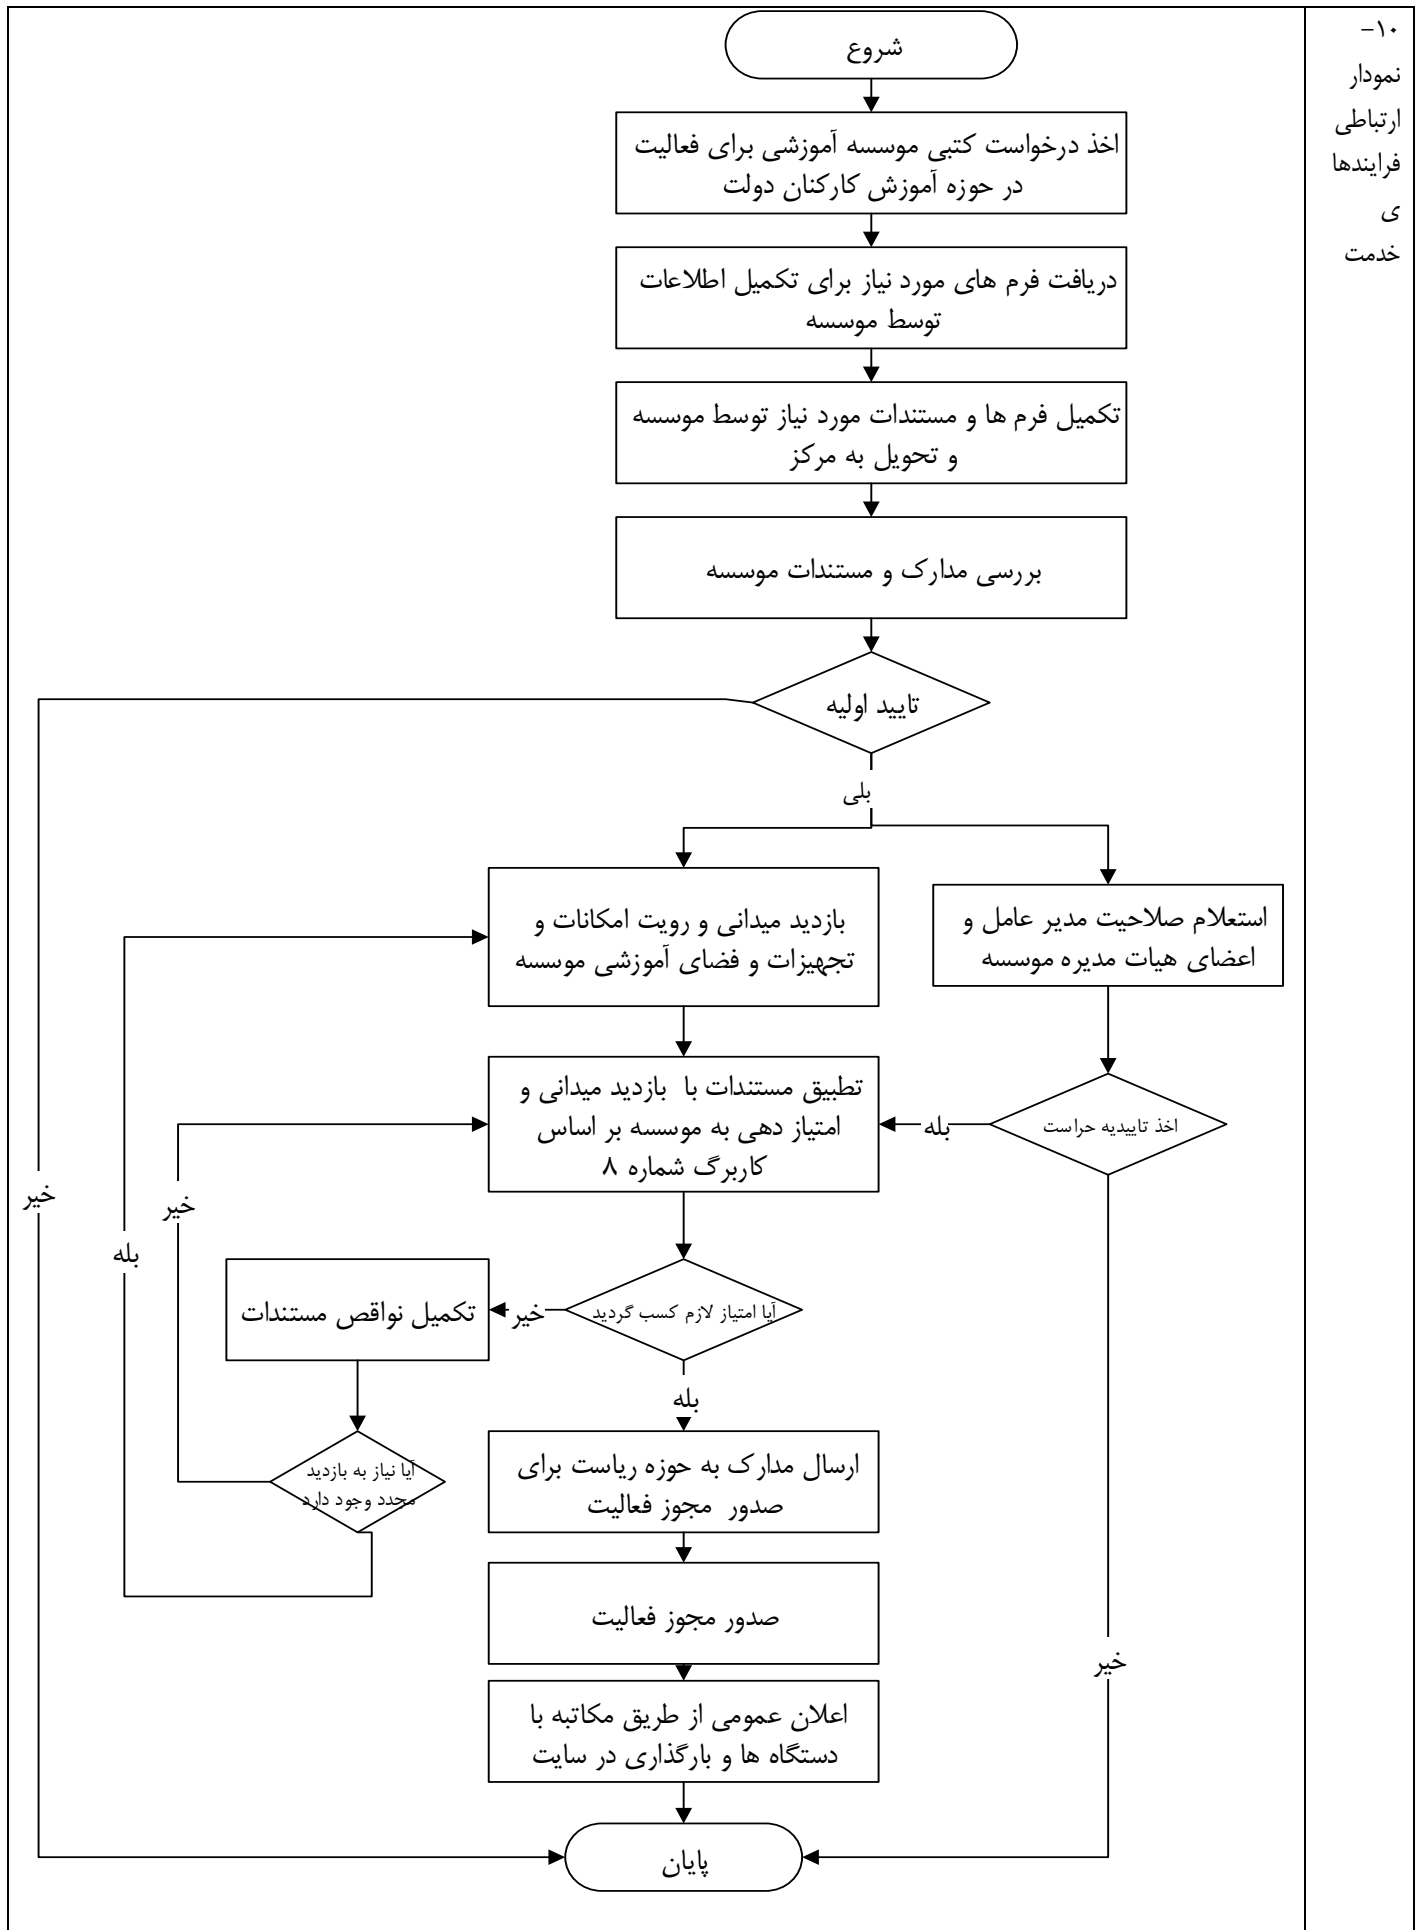 ۱۰-
نمودار
ارتباطی
فرایندها
ی
خدمت
شروع
اخذ درخواست کتبی موسسه آموزشی برای فعالیت
در حوزه آموزش کارکنان دولت
دریافت فرم های مورد نیاز برای تکمیل اطلاعات
توسط موسسه
تکمیل فرم ها و مستندات مورد نیاز توسط موسسه
و تحویل به مرکز
بررسی مدارک و مستندات موسسه
تایید اولیه
بلی
استعلام صلاحیت مدیر عامل و
اعضای هیات مدیره موسسه
بازدید میدانی و رویت امکانات و
تجهیزات و فضای آموزشی موسسه
اخذ تاییدیه حراست
بله
تطبیق مستندات با بازدید میدانی و
امتیاز دهی به موسسه بر اساس
کاربرگ شماره ۸
خیر
خیر
بله
آیا امتیاز لازم کسب گردید
خیر
تکمیل نواقص مستندات
بله
آیا نیاز به بازدید
مجدد وجود دارد
ارسال مدارک به حوزه ریاست برای
صدور مجوز فعالیت
صدور مجوز فعالیت
خیر
اعلان عمومی از طریق مکاتبه با
دستگاه ها و بارگذاری در سایت
پایان